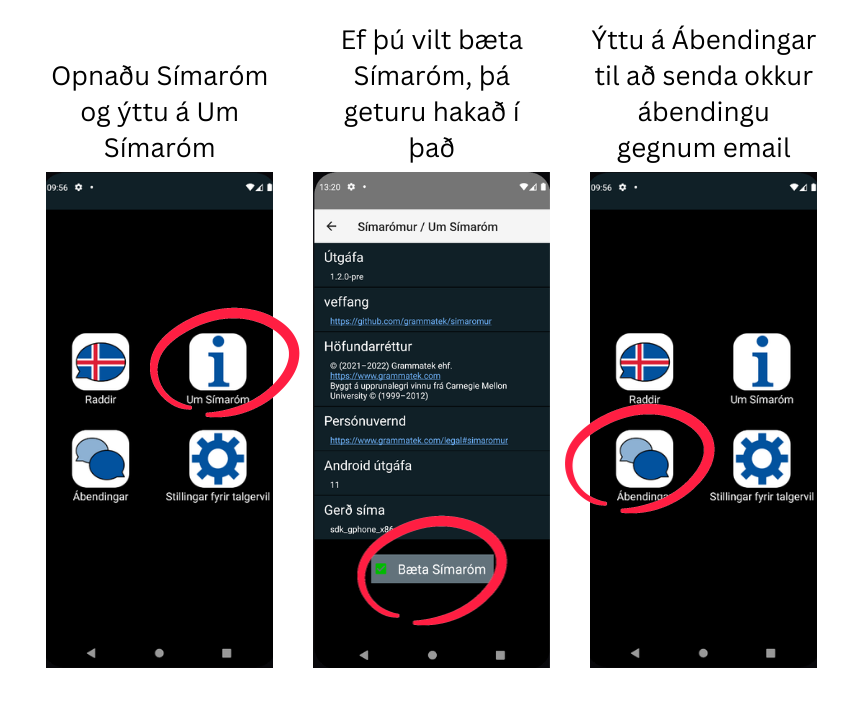 Opnaðu Símaróm
og ýttu á Um
Símaróm
Ef þú vilt bæta
Símaróm, þá
geturu hakað í
það
Ýttu á Ábendingar
til að senda okkur
ábendingu
gegnum email
09:56
Raddir
Um Símaróm
Ábendingar
Stillingar fyrir talgervil
13:20
Símarómur / Um Símaróm
Útgáfa
1.2.0-pre
veffang
https://github.com/grammatek/simaromur
Höfundarréttur
© (2021–2022) Grammatek ehf.
https://www.grammatek.com
Byggt á upprunalegri vinnu frá Carnegie Mellon
University © (1999–2012)
Persónuvernd
https://www.grammatek.com/legal#simaromur
Android útgáfa
11
Gerð síma
sdk_gphone_x86
Bæta Símaróm
09:56
Raddir
Um Símaróm
Ábendingar
Stillingar fyrir talgervil